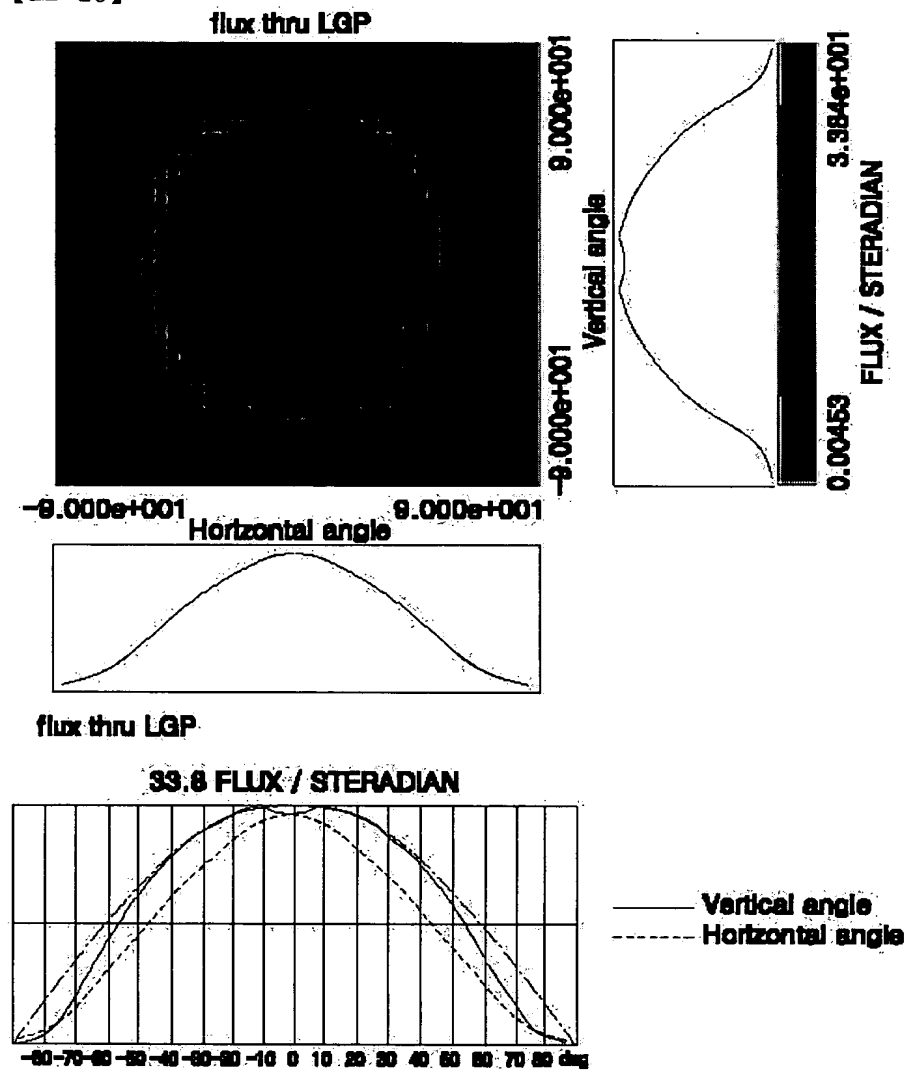 flux thru LGP
9.000e+001
-9.000e+001
Vertical angle
3.384e+001
0.00453
FLUX / STERADIAN
-9.000e+001 9.000e+001
Horizontal angle
flux thru LGP
33.8 FLUX / STERADIAN
Vertical angle
Horizontal angle
-80 -70 -60 -50 -40 -30 -20 -10 0 10 20 30 40 50 60 70 80 deg